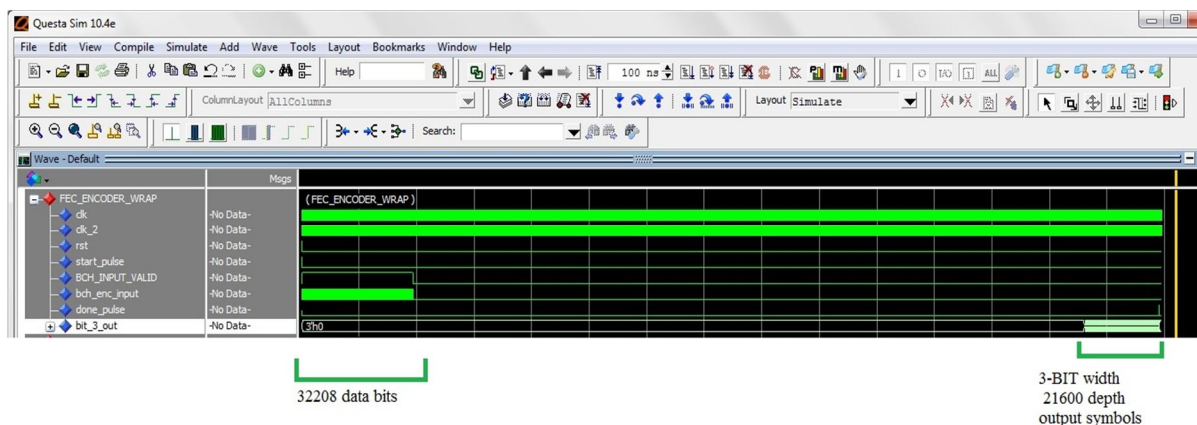 Questa Sim 10.4e
File Edit View Compile Simulate Add Wave Tools Layout Bookmarks Window Help
Help
100 ns
1 0 ALL
ColumnLayout AllColumns
Layout Simulate
Search:
Wave - Default
Msgs
FEC_ENCODER_WRAP (FEC_ENCODER_WRAP)
clk -No Data-
clk_2 -No Data-
rst -No Data-
start_pulse -No Data-
BCH_INPUT_VALID -No Data-
bch_enc_input -No Data-
done_pulse -No Data-
bit_3_out -No Data- 3'h0
32208 data bits
3-BIT width
21600 depth
output symbols